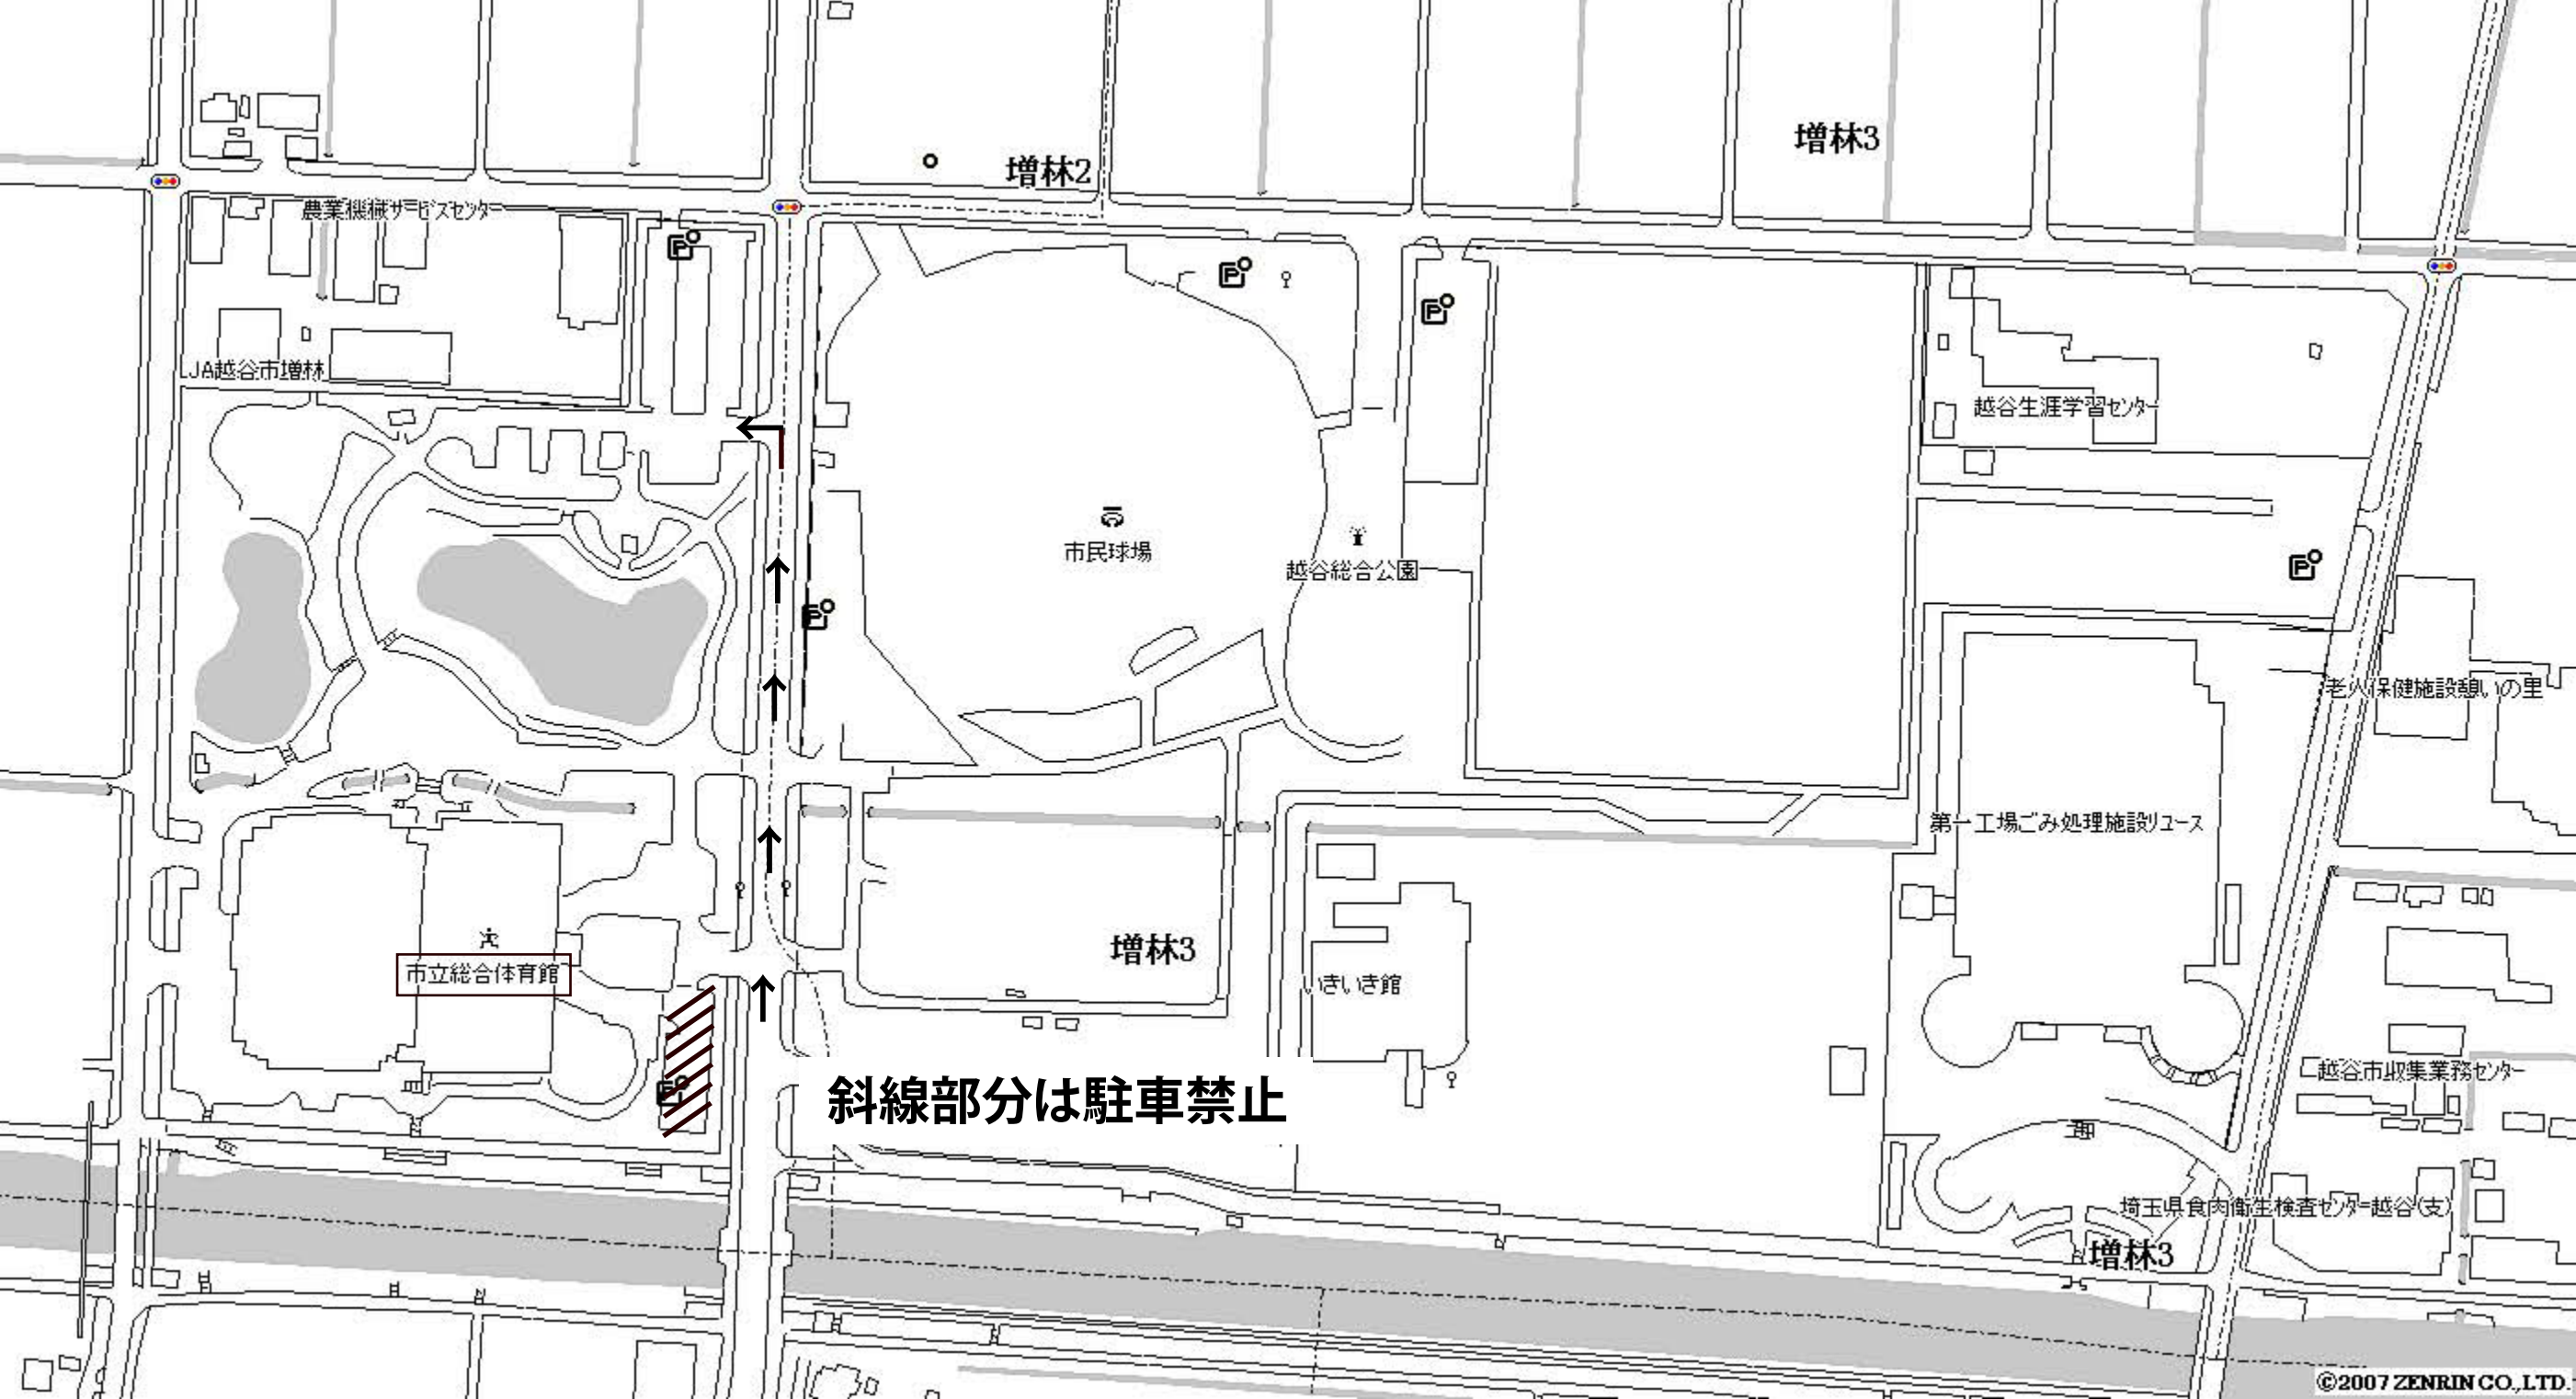 増林3
増林2
農業機械サービスセンター
JA越谷市増林
越谷生涯学習センター
市民球場
越谷総合公園
老人保健施設憩いの里
第一工場ごみ処理施設リユース
増林3
市立総合体育館
いきいき館
越谷市収集業務センター
斜線部分は駐車禁止
埼玉県食肉衛生検査センター越谷(支)
増林3
©2007 ZENRIN CO., LTD.
P
P
P
P
P
P